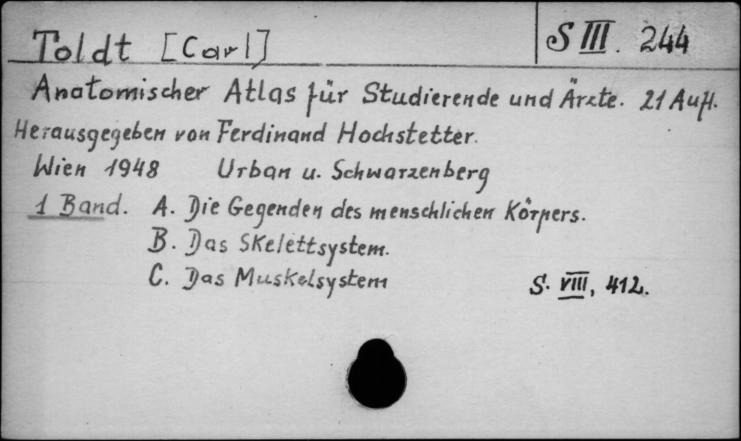 Toldt [Carl] S III. 244
Anatomischer Atlas für Studierende und Ärzte. 21 Aufl.
Herausgegeben von Ferdinand Hochstetter.
Wien 1948 Urban u. Schwarzenberg
1 Band. A. Die Gegenden des menschlichen Körpers.
B. Das Skelettsystem.
C. Das Muskelsystem S. VIII, 412.